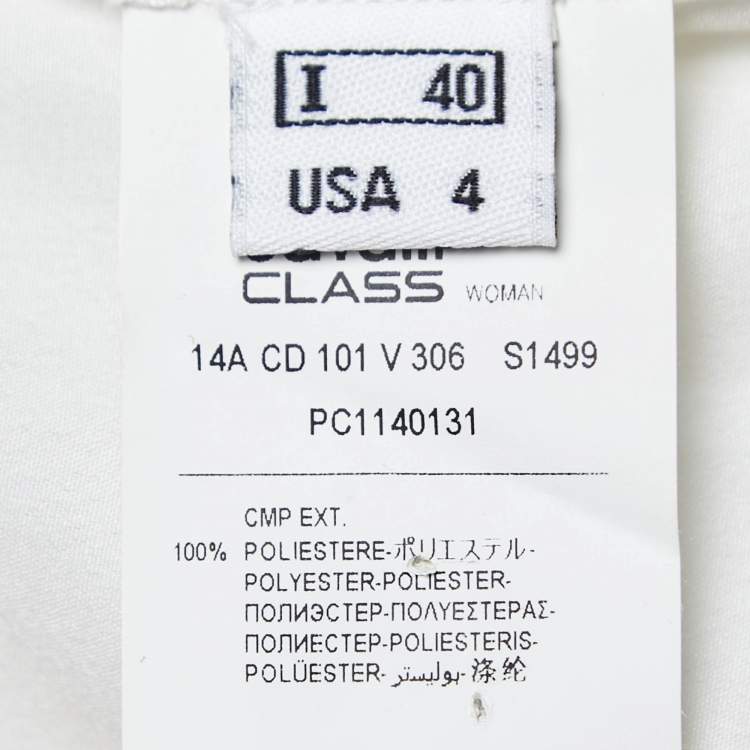 I 40
USA 4
CLASS WOMAN
14A CD 101 V 306 S1499
PC1140131
CMP EXT.
100% POLIESTERE-ポリエステル-
POLYESTER-POLIESTER-
ПОЛИЭСТЕР-ΠΟΛΥΕΣΤΕΡΑΣ-
ПОЛИЕСТЕР-POLIESTERIS-
POLÜESTER-بوليستر-涤纶